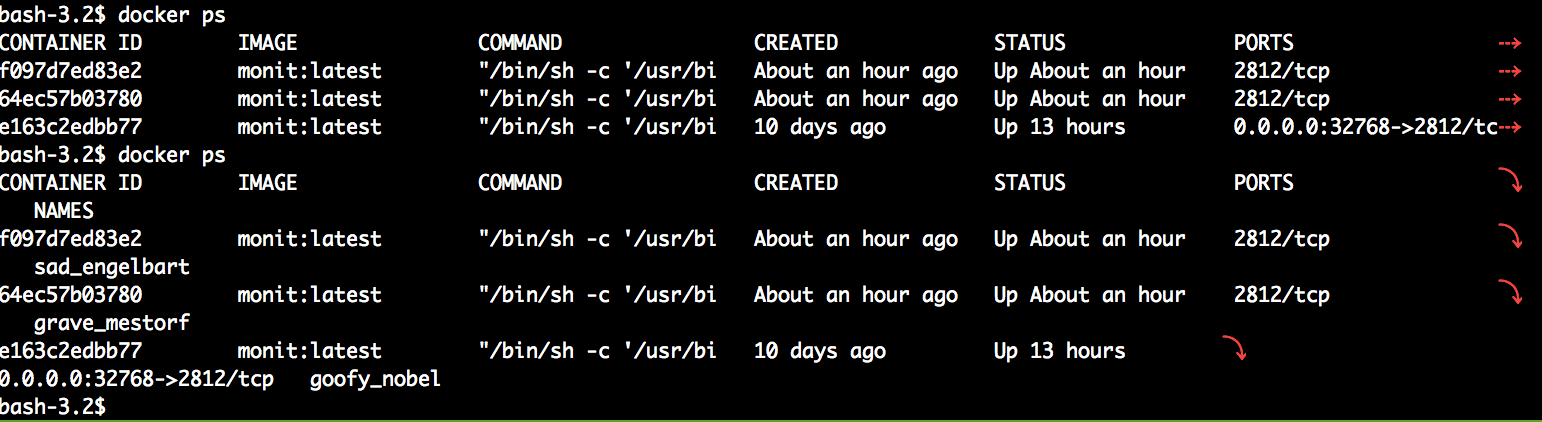 bash-3.2$ docker ps
CONTAINER ID        IMAGE               COMMAND                CREATED             STATUS              PORTS
f097d7ed83e2        monit:latest        "/bin/sh -c '/usr/bi   About an hour ago   Up About an hour    2812/tcp
64ec57b03780        monit:latest        "/bin/sh -c '/usr/bi   About an hour ago   Up About an hour    2812/tcp
e163c2edbb77        monit:latest        "/bin/sh -c '/usr/bi   10 days ago         Up 13 hours         0.0.0.0:32768->2812/tc
bash-3.2$ docker ps
CONTAINER ID        IMAGE               COMMAND                CREATED             STATUS              PORTS
   NAMES
f097d7ed83e2        monit:latest        "/bin/sh -c '/usr/bi   About an hour ago   Up About an hour    2812/tcp
   sad_engelbart
64ec57b03780        monit:latest        "/bin/sh -c '/usr/bi   About an hour ago   Up About an hour    2812/tcp
   grave_mestorf
e163c2edbb77        monit:latest        "/bin/sh -c '/usr/bi   10 days ago         Up 13 hours
0.0.0.0:32768->2812/tcp   goofy_nobel
bash-3.2$